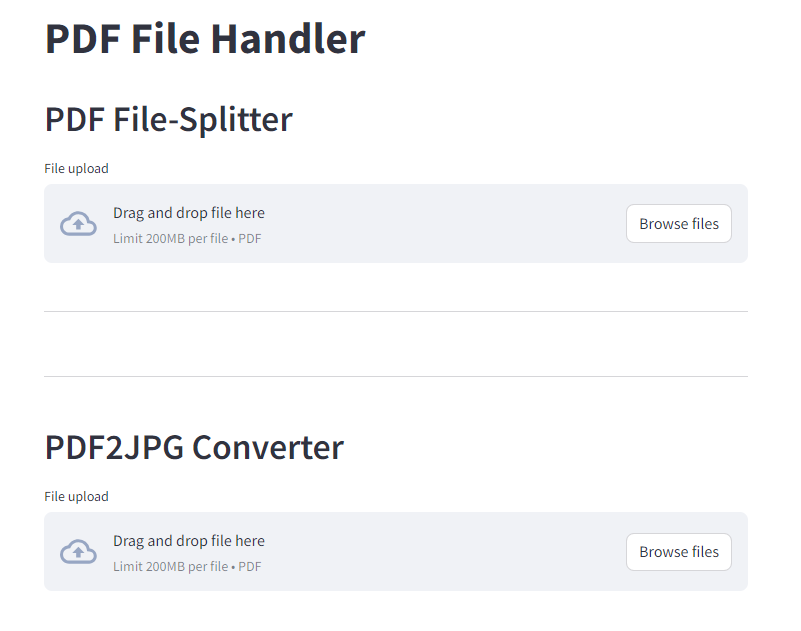 PDF File Handler
PDF File-Splitter
File upload
Drag and drop file here
Limit 200MB per file • PDF
Browse files
PDF2JPG Converter
File upload
Drag and drop file here
Limit 200MB per file • PDF
Browse files